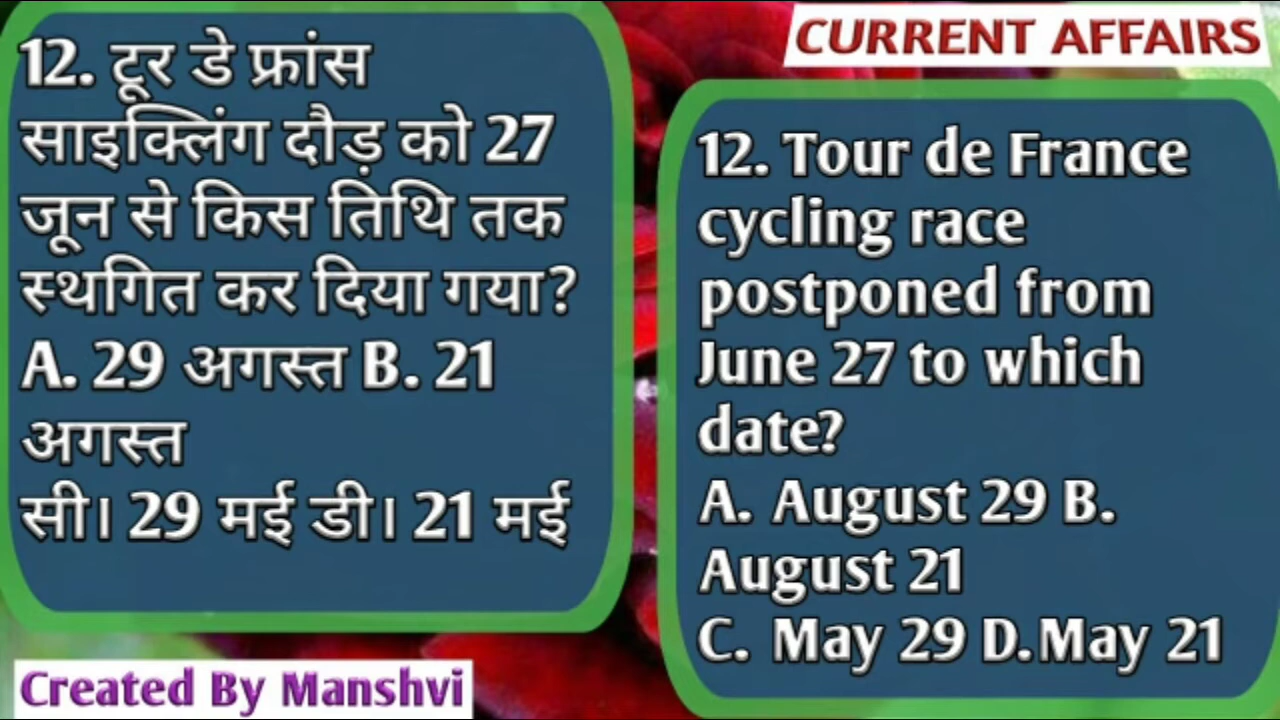 12. टूर डे फ्रांस
साइक्लिंग दौड़ को 27
जून से किस तिथि तक
स्थगित कर दिया गया?
A. 29 अगस्त B. 21
अगस्त
सी। 29 मई डी। 21 मई
CURRENT AFFAIRS
12. Tour de France
cycling race
postponed from
June 27 to which
date?
A. August 29 B.
August 21
C. May 29 D.May 21
Created By Manshvi